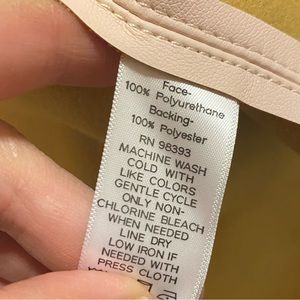 Face-
100% Polyurethane
Backing-
100% Polyester
RN 98393
MACHINE WASH
COLD WITH
LIKE COLORS
GENTLE CYCLE
ONLY NON-
CHLORINE BLEACH
WHEN NEEDED
LINE DRY
LOW IRON IF
NEEDED WITH
PRESS CLOTH